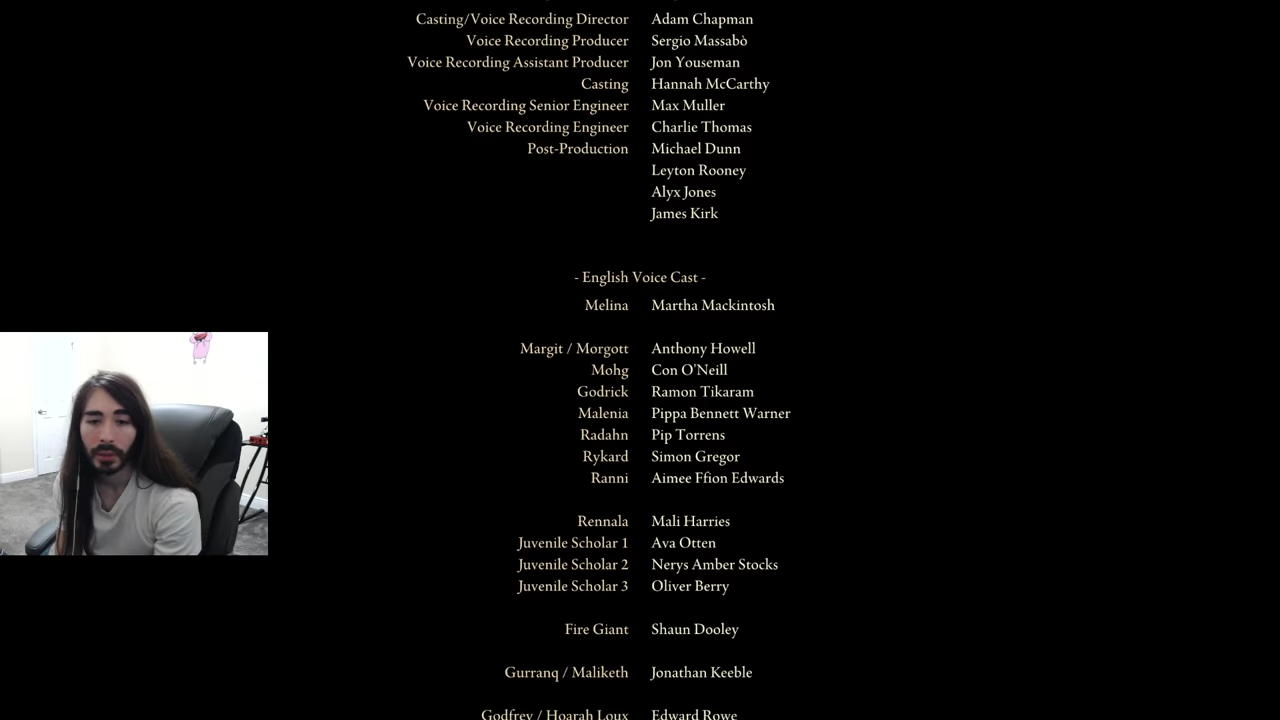 Casting/Voice Recording Director Adam Chapman
Voice Recording Producer Sergio Massabò
Voice Recording Assistant Producer Jon Youseman
Casting Hannah McCarthy
Voice Recording Senior Engineer Max Muller
Voice Recording Engineer Charlie Thomas
Post-Production Michael Dunn
Leyton Rooney
Alyx Jones
James Kirk
- English Voice Cast -
Melina Martha Mackintosh
Margit / Morgott Anthony Howell
Mohg Con O'Neill
Godrick Ramon Tikaram
Malenia Pippa Bennett Warner
Radahn Pip Torrens
Rykard Simon Gregor
Ranni Aimee Ffion Edwards
Rennala Mali Harries
Juvenile Scholar 1 Ava Otten
Juvenile Scholar 2 Nerys Amber Stocks
Juvenile Scholar 3 Oliver Berry
Fire Giant Shaun Dooley
Gurranq / Maliketh Jonathan Keeble
Godfrey / Hoarah Loux Edward Rowe